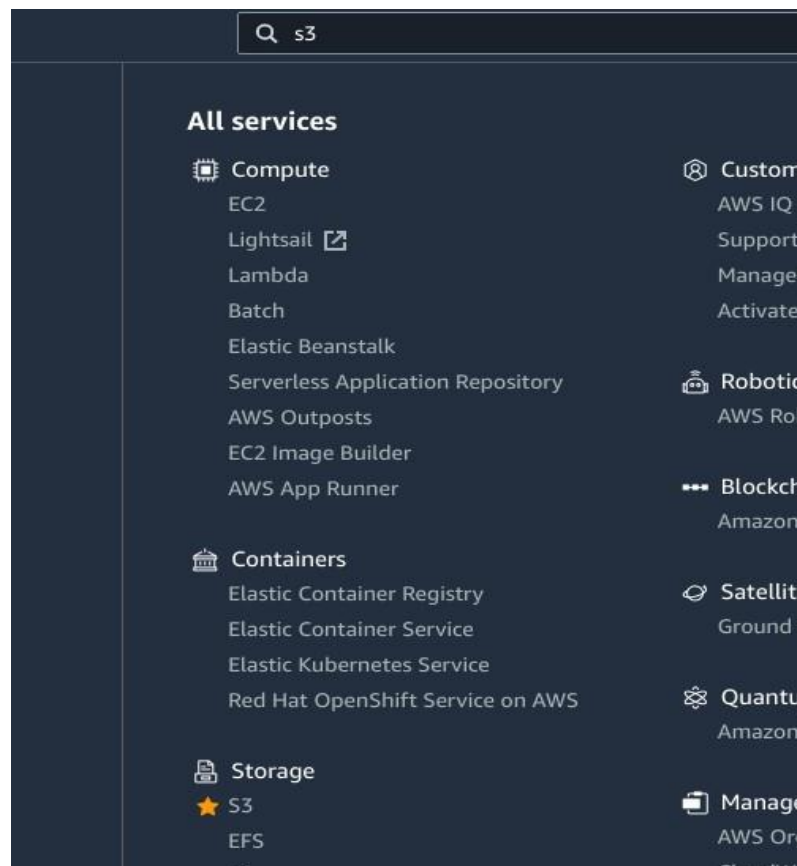 s3
All services
Compute
EC2
Lightsail
Lambda
Batch
Elastic Beanstalk
Serverless Application Repository
AWS Outposts
EC2 Image Builder
AWS App Runner
Containers
Elastic Container Registry
Elastic Container Service
Elastic Kubernetes Service
Red Hat OpenShift Service on AWS
Storage
S3
EFS
Custom
AWS IQ
Support
Manage
Activate
Robotic
AWS Ro
Blockch
Amazon
Satellit
Ground
Quantu
Amazon
Manage
AWS Or